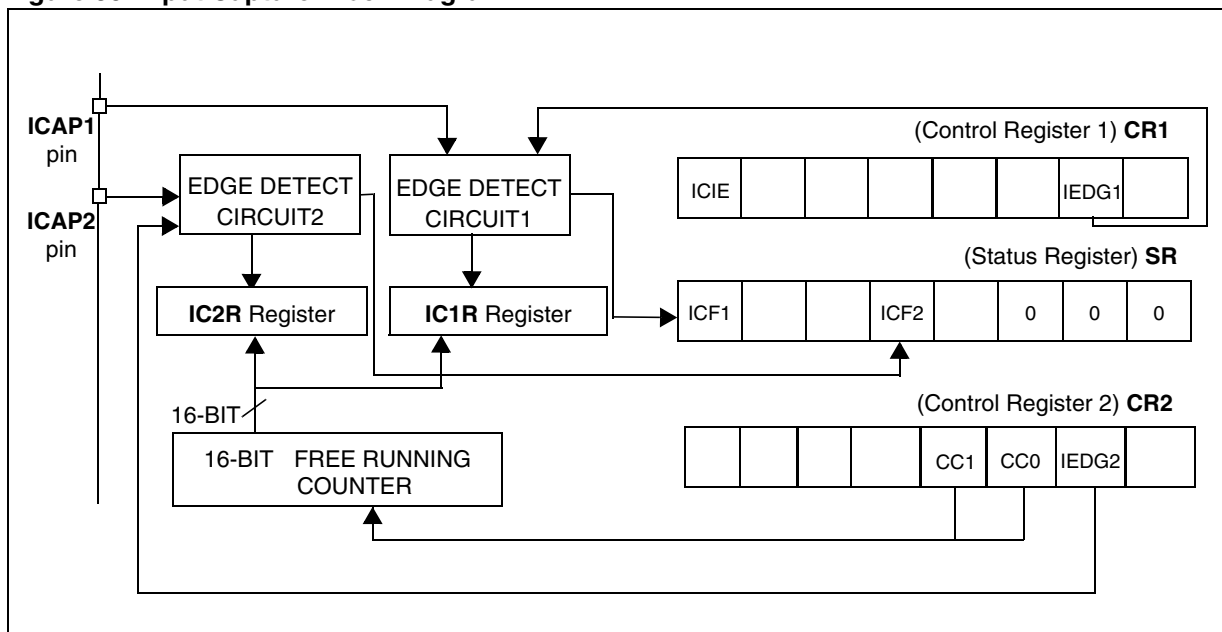 ICAP1
pin
ICAP2
pin
EDGE DETECT
CIRCUIT2
EDGE DETECT
CIRCUIT1
IC2R Register
IC1R Register
16-BIT
16-BIT FREE RUNNING
COUNTER
(Control Register 1) CR1
ICIE
IEDG1
(Status Register) SR
ICF1
ICF2
0
0
0
(Control Register 2) CR2
CC1
CC0
IEDG2